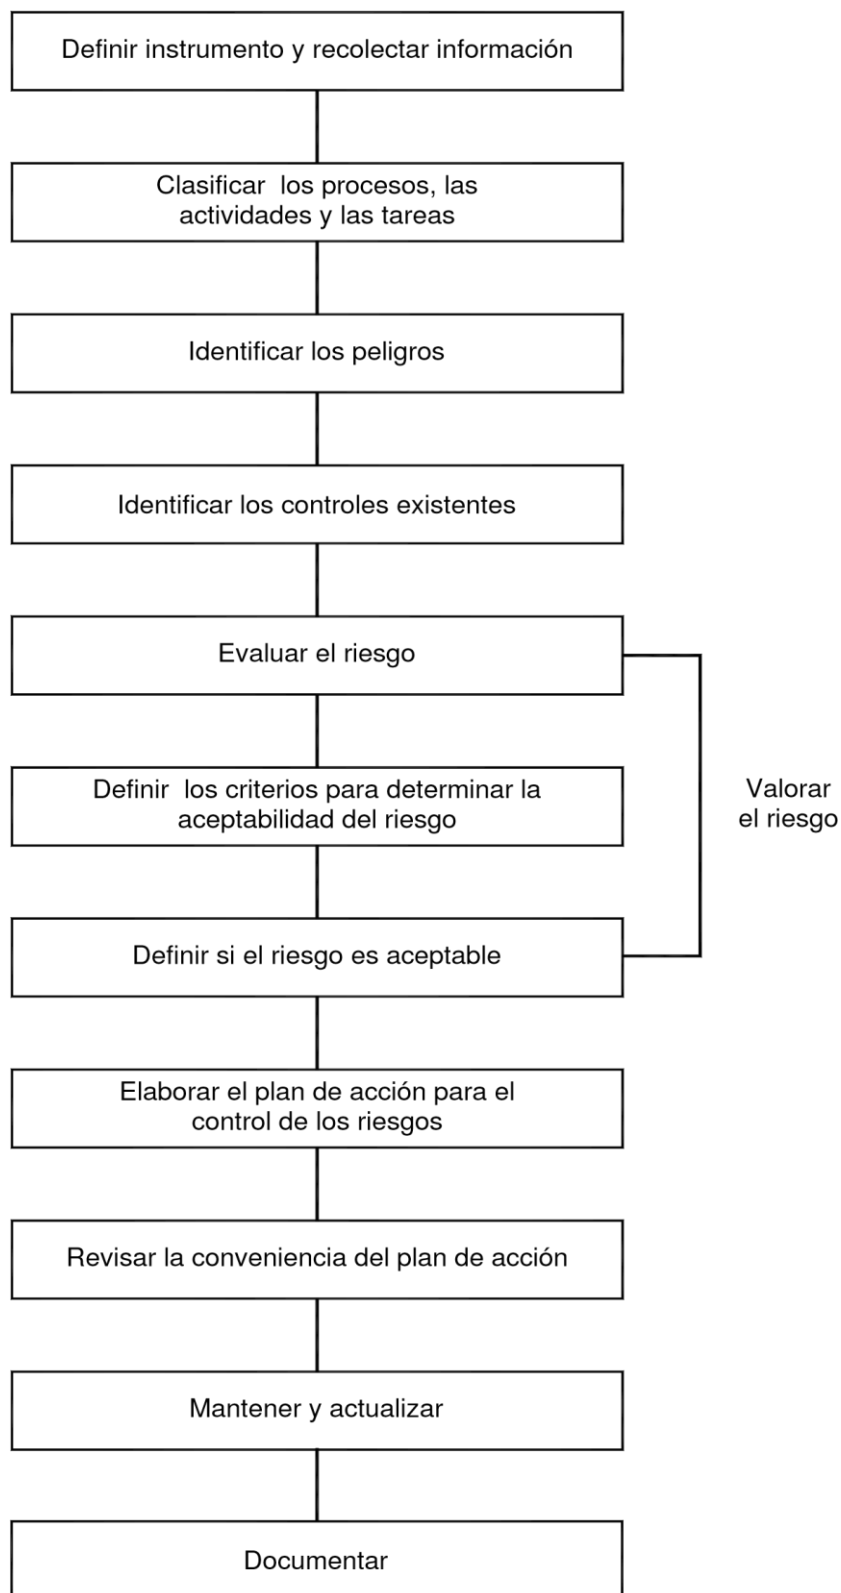 Definir instrumento y recolectar información
Clasificar los procesos, las
actividades y las tareas
Identificar los peligros
Identificar los controles existentes
Evaluar el riesgo
Definir los criterios para determinar la
aceptabilidad del riesgo
Valorar
el riesgo
Definir si el riesgo es aceptable
Elaborar el plan de acción para el
control de los riesgos
Revisar la conveniencia del plan de acción
Mantener y actualizar
Documentar